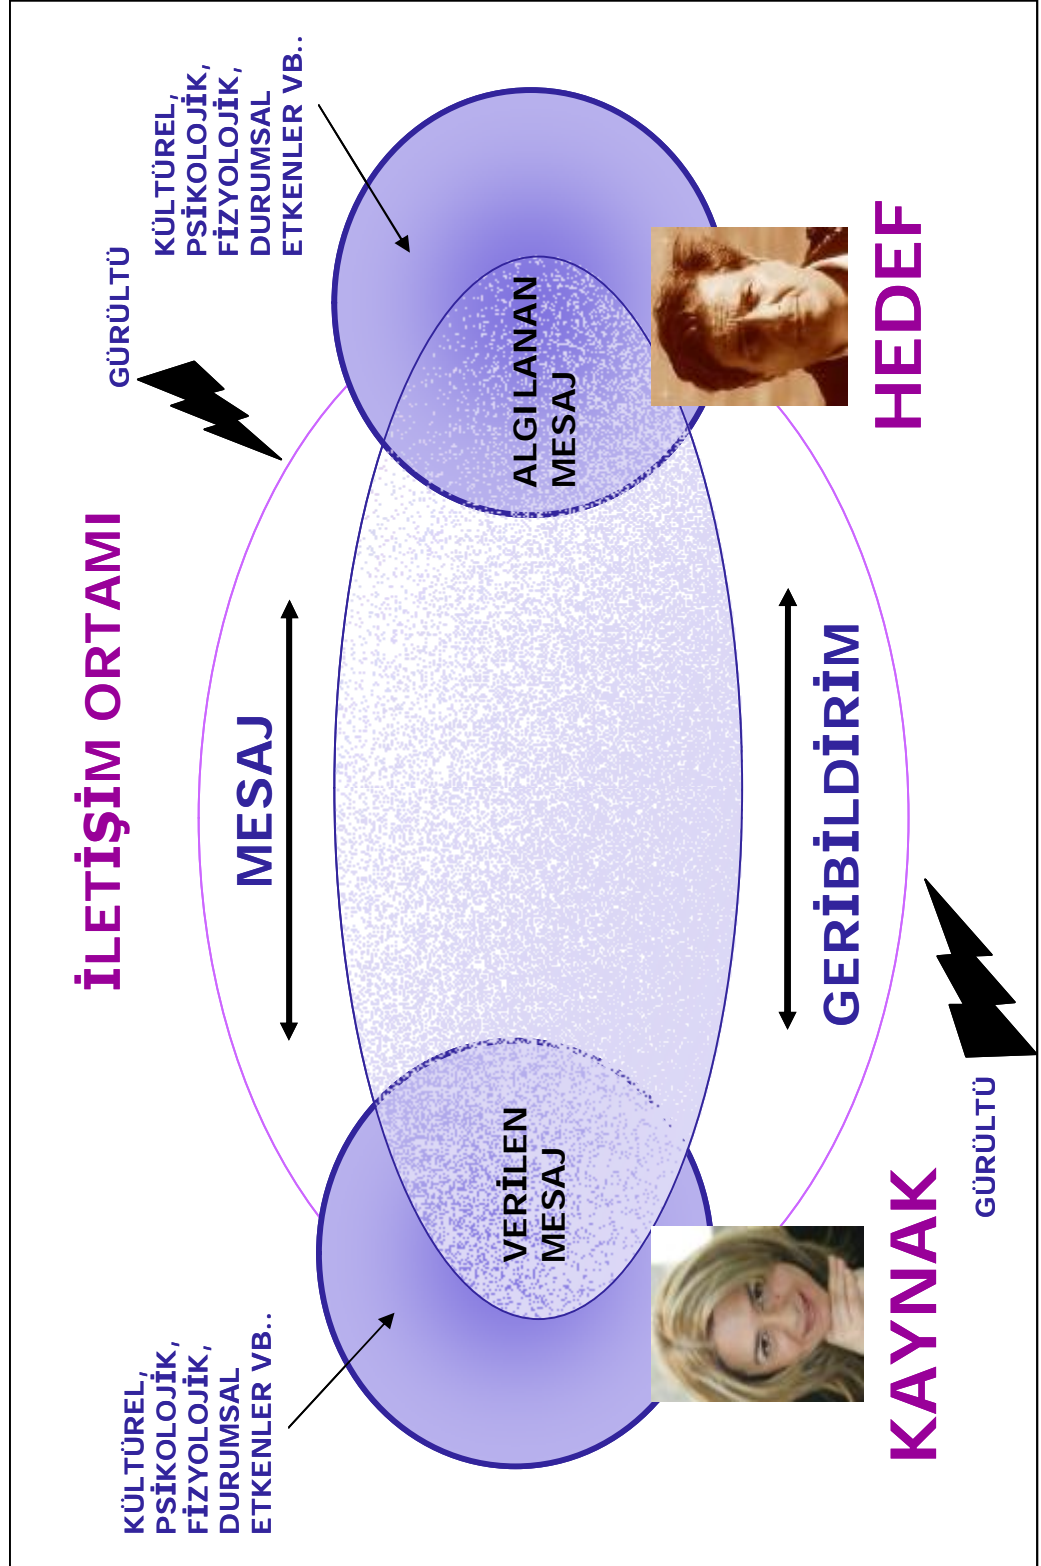 İLETİŞİM ORTAMI
GÜRÜLTÜ
KÜLTÜREL,
PSİKOLOJİK,
FİZYOLOJİK,
DURUMSAL
ETKENLER VB..
KÜLTÜREL,
PSİKOLOJİK,
FİZYOLOJİK,
DURUMSAL
ETKENLER VB..
MESAJ
VERİLEN
MESAJ
ALGILANAN
MESAJ
GERİBİLDİRİM
KAYNAK
HEDEF
GÜRÜLTÜ